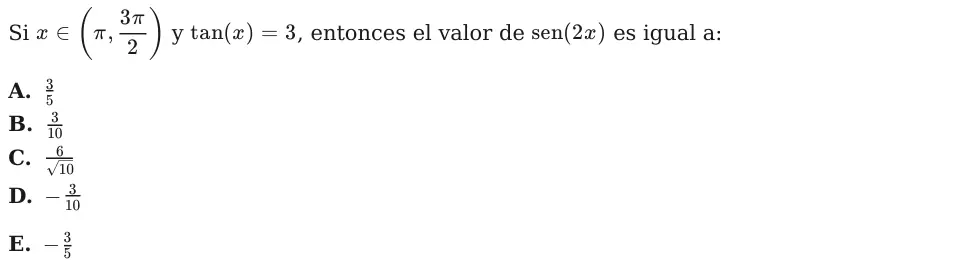 Si x ∈ (π, 3π/2) y tan(x) = 3, entonces el valor de sen(2x) es igual a:
A. 3/5
B. 3/10
C. 6/√10
D. −3/10
E. −3/5